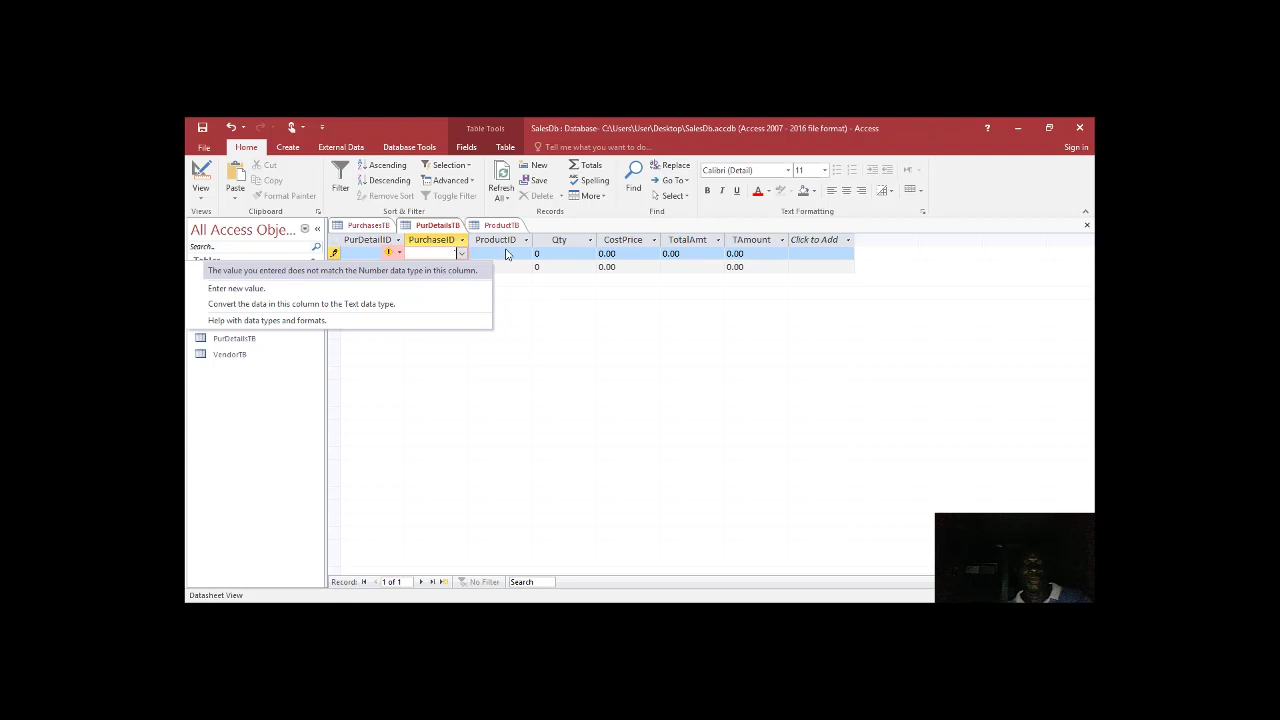 Table Tools
SalesDb : Database- C:\Users\User\Desktop\SalesDb.accdb (Access 2007 - 2016 file format) - Access
? 
File Home Create External Data Database Tools Fields Table Tell me what you want to do... Sign in
View
Views
Paste
Cut
Copy
Format Painter
Clipboard
Filter
Ascending
Descending
Remove Sort
Selection
Advanced
Toggle Filter
Sort & Filter
Refresh
All
New
Save
Delete
Totals
Spelling
More
Records
Find
Replace
Go To
Select
Find
Calibri (Detail) 11
B I U A
Text Formatting
All Access Obje...
Search...
PurchasesTB PurDetailsTB ProductTB
PurDetailID PurchaseID ProductID Qty CostPrice TotalAmt TAmount Click to Add
0 0.00 0.00 0.00
0 0.00 0.00
The value you entered does not match the Number data type in this column.
Enter new value.
Convert the data in this column to the Text data type.
Help with data types and formats.
PurDetailsTB
VendorTB
Record: 1 of 1 No Filter Search
Datasheet View